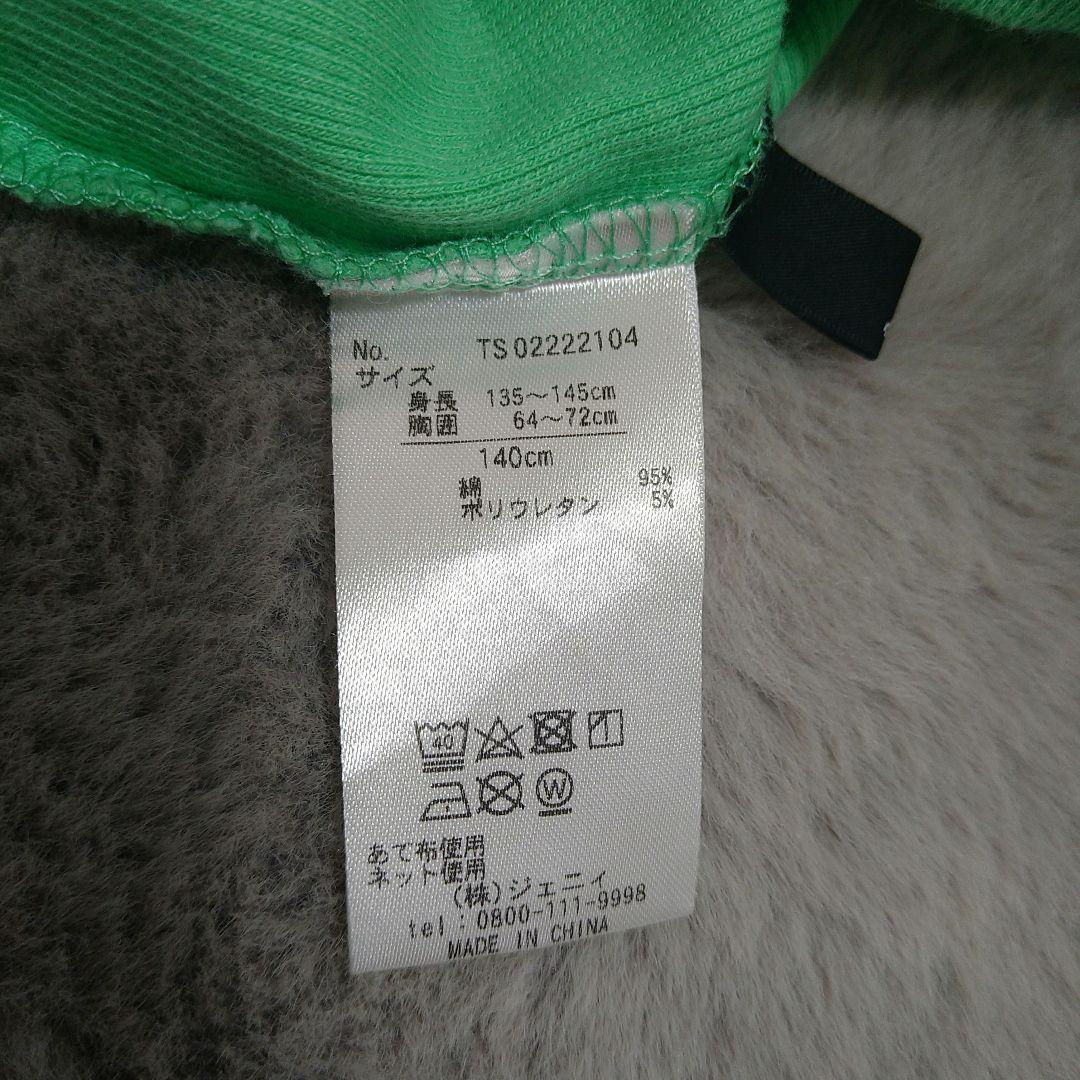 No. TS02222104
サイズ
身長 135～145cm
胸囲 64～72cm
140cm
綿 95%
ポリウレタン 5%
40
W
あて布使用
ネット使用
(株)ジェニィ
tel:0800-111-9998
MADE IN CHINA